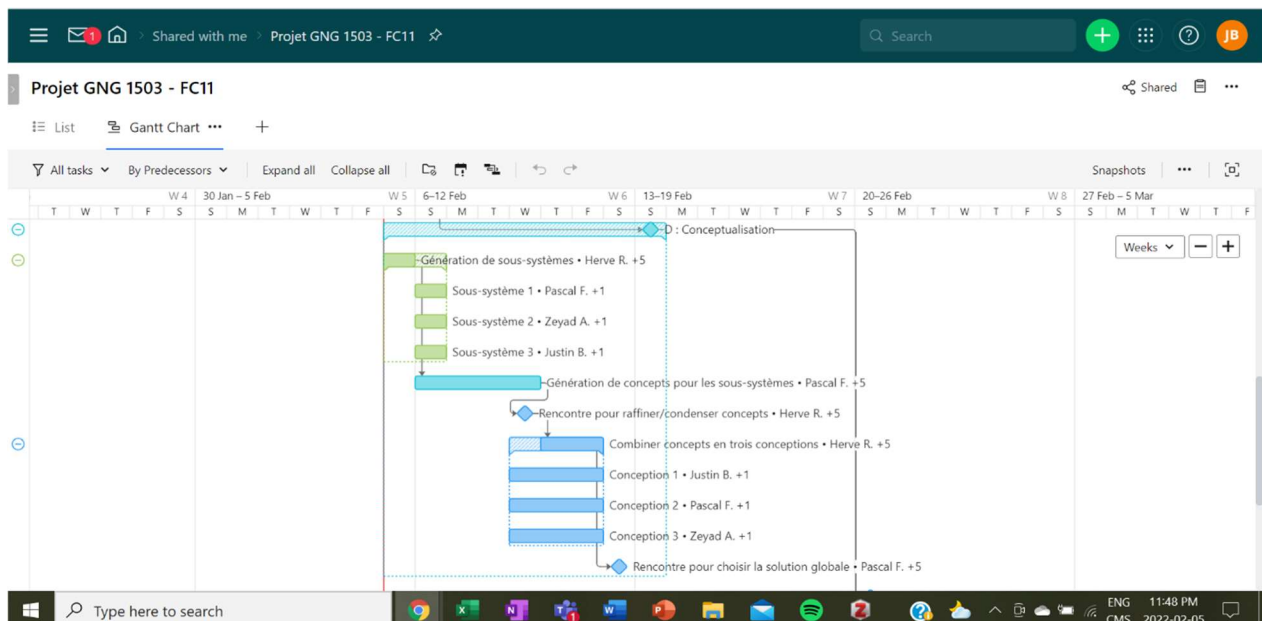 1 Shared with me Projet GNG 1503 - FC11 Search JB
Projet GNG 1503 - FC11 Shared
List Gantt Chart
All tasks By Predecessors Expand all Collapse all Snapshots
W 4 30 Jan – 5 Feb W 5 6–12 Feb W 6 13–19 Feb W 7 20–26 Feb W 8 27 Feb – 5 Mar
T W T F S S M T W T F S S M T W T F S S M T W T F S S M T W T F S S M T W T F
D : Conceptualisation
Weeks
Génération de sous-systèmes • Herve R. +5
Sous-système 1 • Pascal F. +1
Sous-système 2 • Zeyad A. +1
Sous-système 3 • Justin B. +1
Génération de concepts pour les sous-systèmes • Pascal F. +5
Rencontre pour raffiner/condenser concepts • Herve R. +5
Combiner concepts en trois conceptions • Herve R. +5
Conception 1 • Justin B. +1
Conception 2 • Pascal F. +1
Conception 3 • Zeyad A. +1
Rencontre pour choisir la solution globale • Pascal F. +5
Type here to search
ENG 11:48 PM
CMS 2022-02-05